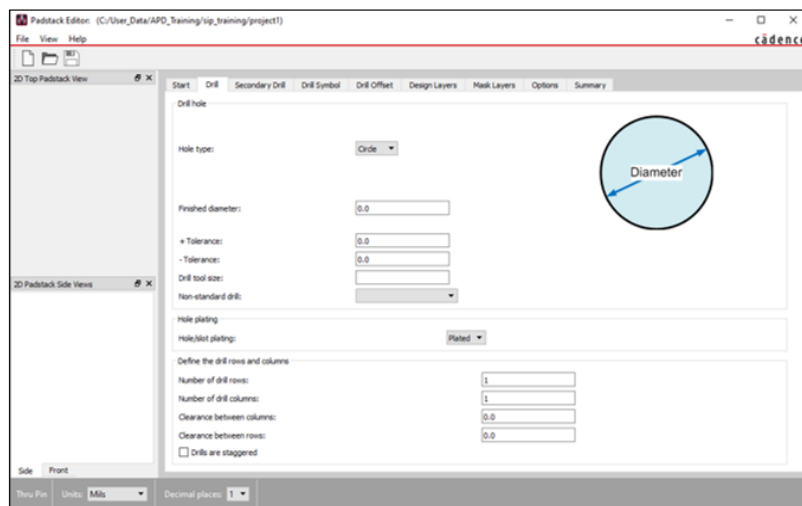 Padstack Editor: (C:/User_Data/APD_Training/sip_training/project1)
File View Help
cādence
2D Top Padstack View
Start Drill Secondary Drill Drill Symbol Drill Offset Design Layers Mask Layers Options Summary
Drill hole
Hole type: Circle
Diameter
Finished diameter: 0.0
+ Tolerance: 0.0
- Tolerance: 0.0
Drill tool size:
2D Padstack Side Views
Non-standard drill:
Hole plating
Hole/slot plating: Plated
Define the drill rows and columns
Number of drill rows: 1
Number of drill columns: 1
Clearance between columns: 0.0
Clearance between rows: 0.0
Drills are staggered
Side Front
Thru Pin Units: Mils Decimal places: 1